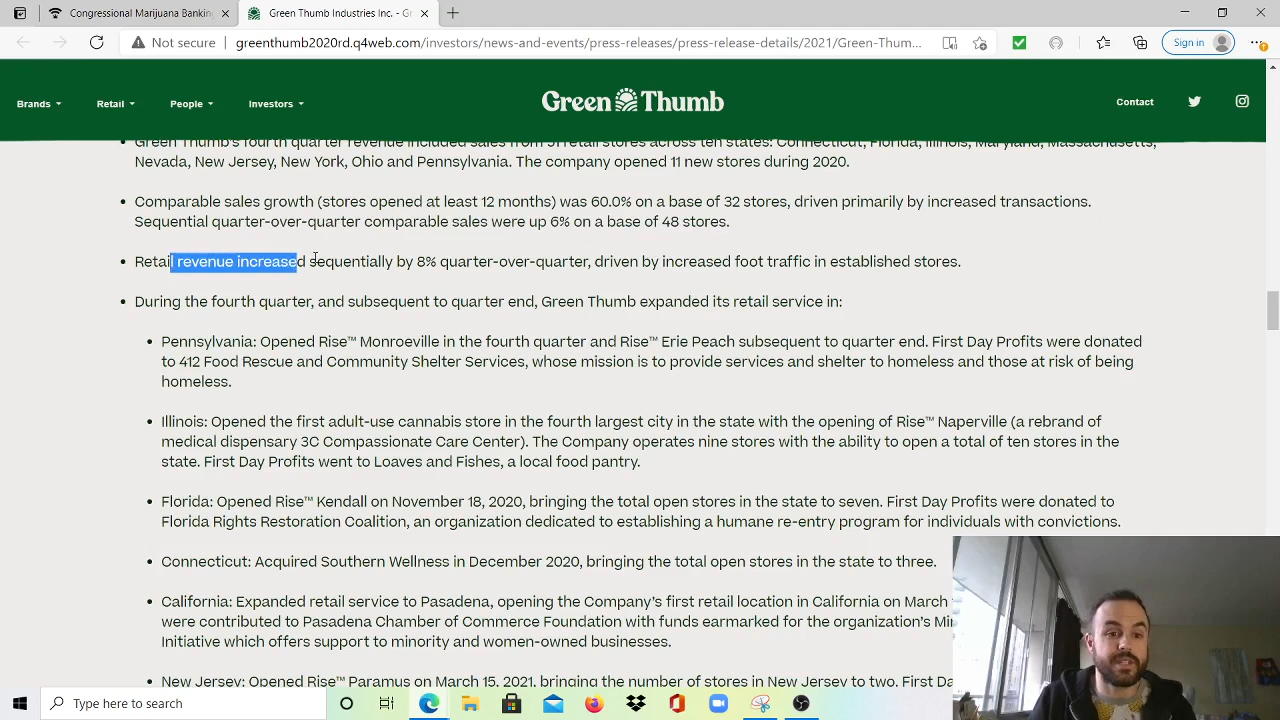 Congressional Marijuana Banking
Green Thumb Industries Inc. - Gr
Not secure
greenthumb2020rd.q4web.com/investors/news-and-events/press-releases/press-release-details/2021/Green-Thum...
Sign in
Brands
Retail
People
Investors
Green Thumb
Contact
Green Thumb's fourth quarter revenue included sales from 51 retail stores across ten states: Connecticut, Florida, Illinois, Maryland, Massachusetts,
Nevada, New Jersey, New York, Ohio and Pennsylvania. The company opened 11 new stores during 2020.
Comparable sales growth (stores opened at least 12 months) was 60.0% on a base of 32 stores, driven primarily by increased transactions.
Sequential quarter-over-quarter comparable sales were up 6% on a base of 48 stores.
Retail revenue increased sequentially by 8% quarter-over-quarter, driven by increased foot traffic in established stores.
During the fourth quarter, and subsequent to quarter end, Green Thumb expanded its retail service in:
Pennsylvania: Opened Rise™ Monroeville in the fourth quarter and Rise™ Erie Peach subsequent to quarter end. First Day Profits were donated
to 412 Food Rescue and Community Shelter Services, whose mission is to provide services and shelter to homeless and those at risk of being
homeless.
Illinois: Opened the first adult-use cannabis store in the fourth largest city in the state with the opening of Rise™ Naperville (a rebrand of
medical dispensary 3C Compassionate Care Center). The Company operates nine stores with the ability to open a total of ten stores in the
state. First Day Profits went to Loaves and Fishes, a local food pantry.
Florida: Opened Rise™ Kendall on November 18, 2020, bringing the total open stores in the state to seven. First Day Profits were donated to
Florida Rights Restoration Coalition, an organization dedicated to establishing a humane re-entry program for individuals with convictions.
Connecticut: Acquired Southern Wellness in December 2020, bringing the total open stores in the state to three.
California: Expanded retail service to Pasadena, opening the Company's first retail location in California on March
were contributed to Pasadena Chamber of Commerce Foundation with funds earmarked for the organization's
Initiative which offers support to minority and women-owned businesses.
New Jersey: Opened Rise™ Paramus on March 15, 2021, bringing the number of stores in New Jersey to two. First
Type here to search